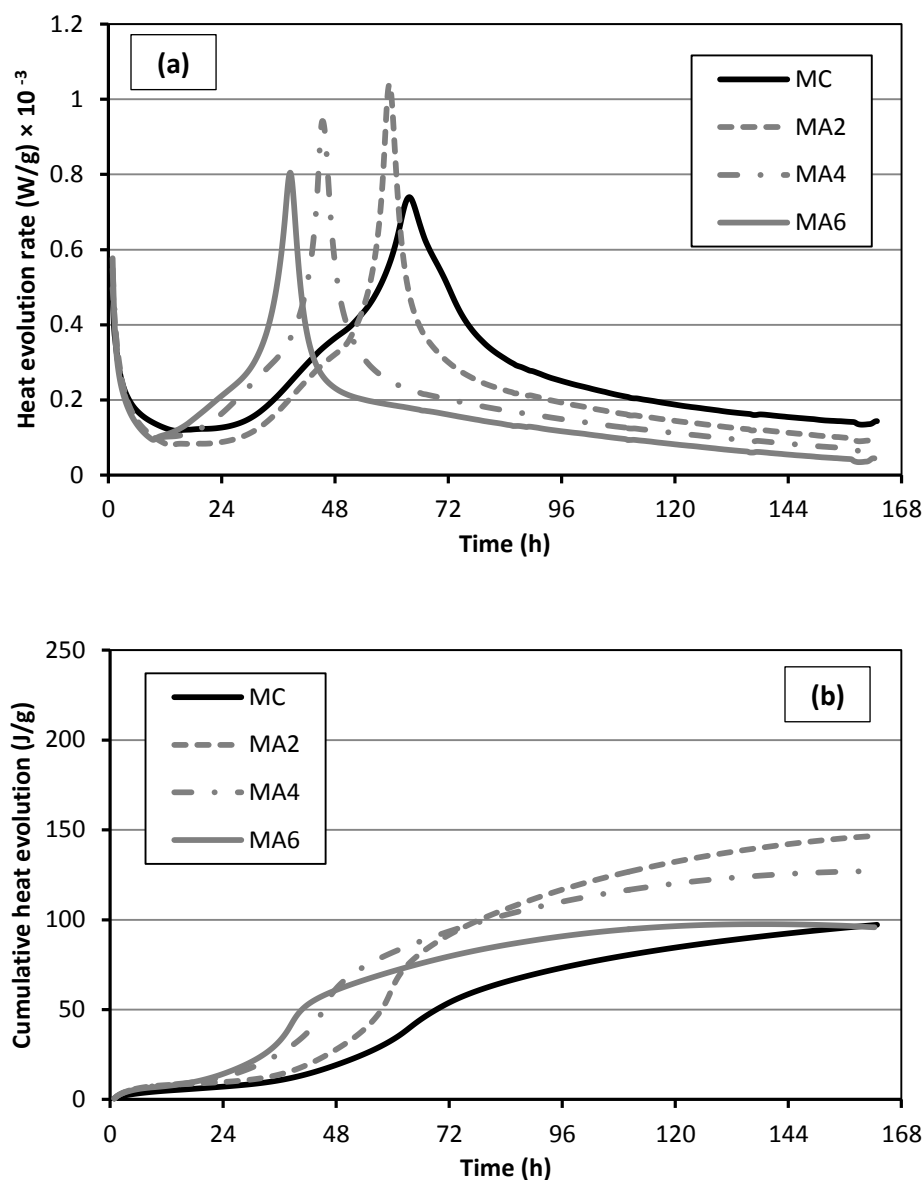 (a)
Heat evolution rate (W/g) × 10⁻³
1.2
1
0.8
0.6
0.4
0.2
0
MC
MA2
MA4
MA6
0 24 48 72 96 120 144 168
Time (h)
(b)
Cumulative heat evolution (J/g)
250
200
150
100
50
0
MC
MA2
MA4
MA6
0 24 48 72 96 120 144 168
Time (h)